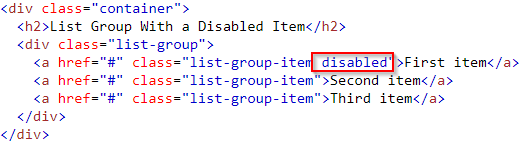 <div class="container">
<h2>List Group With a Disabled Item</h2>
<div class="list-group">
<a href="#" class="list-group-item disabled">First item</a>
<a href="#" class="list-group-item">Second item</a>
<a href="#" class="list-group-item">Third item</a>
</div>
</div>